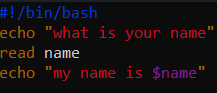 #!/bin/bash
echo "what is your name"
read name
echo "my name is $name"